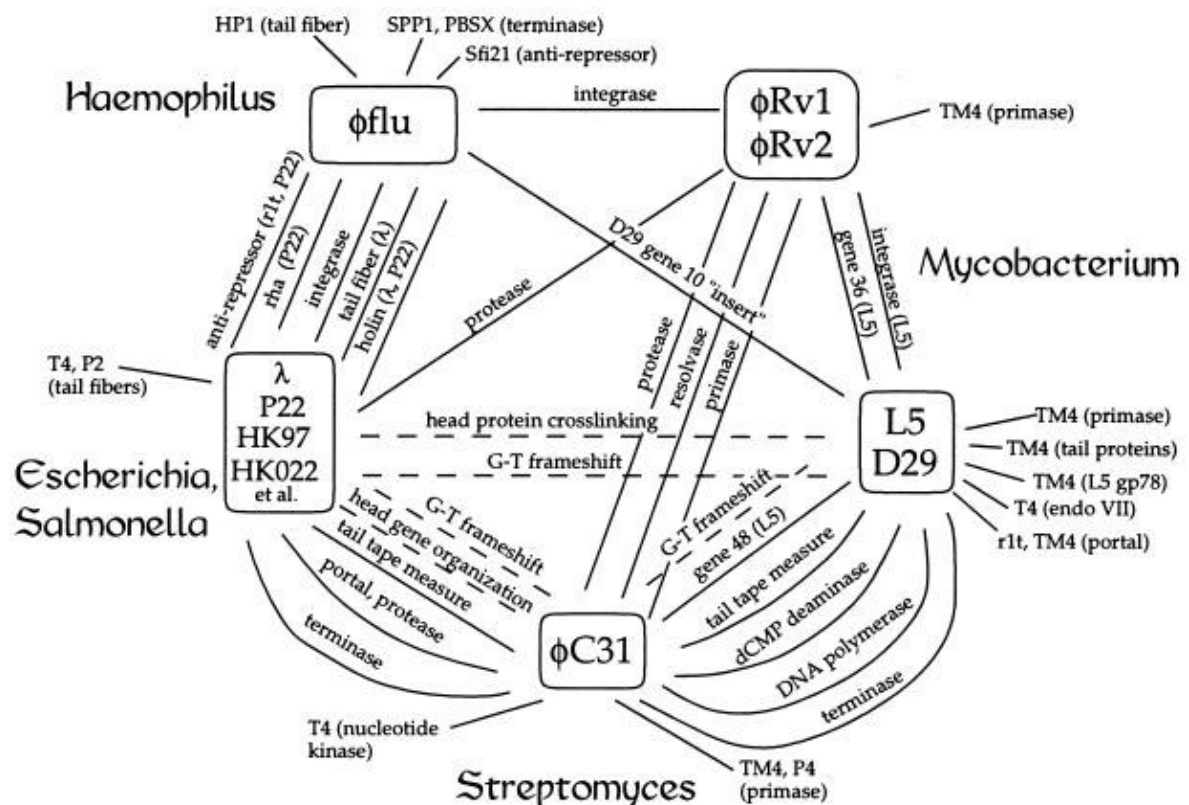 HP1 (tail fiber)
SPP1, PBSX (terminase)
Sfi21 (anti-repressor)
Haemophilus
ϕflu
integrase
ϕRv1
ϕRv2
TM4 (primase)
anti-repressor (r1t, P22)
rha (P22)
integrase
tail fiber (λ)
holin (λ, P22)
D29 gene 10 "insert"
protease
gene 36 (L5)
integrase (L5)
Mycobacterium
protease
resolvase
primase
T4, P2
(tail fibers)
λ
P22
HK97
HK022
et al.
head protein crosslinking
G-T frameshift
L5
D29
TM4 (primase)
TM4 (tail proteins)
TM4 (L5 gp78)
T4 (endo VII)
r1t, TM4 (portal)
Escherichia,
Salmonella
G-T frameshift
head gene organization
tail tape measure
portal, protease
terminase
G-T frameshift
gene 48 (L5)
tail tape measure
dCMP deaminase
DNA polymerase
terminase
ϕC31
T4 (nucleotide
kinase)
Streptomyces
TM4, P4
(primase)